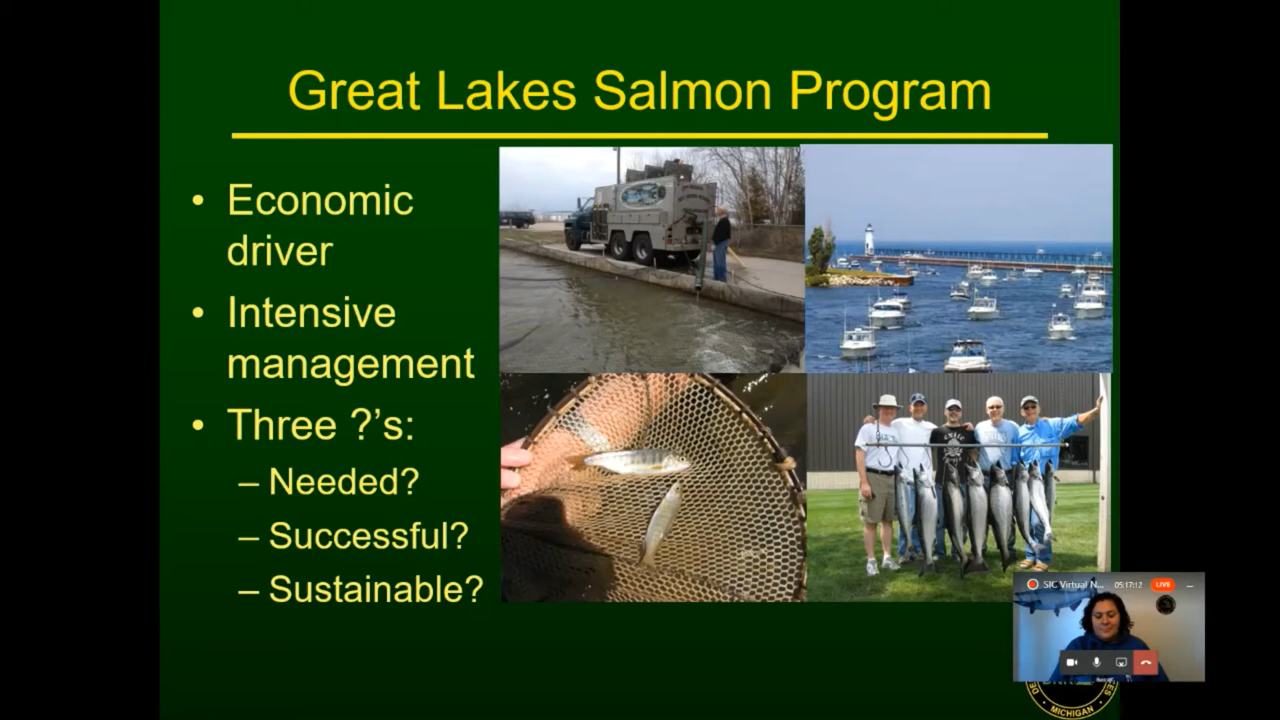 Great Lakes Salmon Program
• Economic
driver
• Intensive
management
• Three ?'s:
– Needed?
– Successful?
– Sustainable?
SIC Virtual N...
05:17:12
LIVE
MICHIGAN